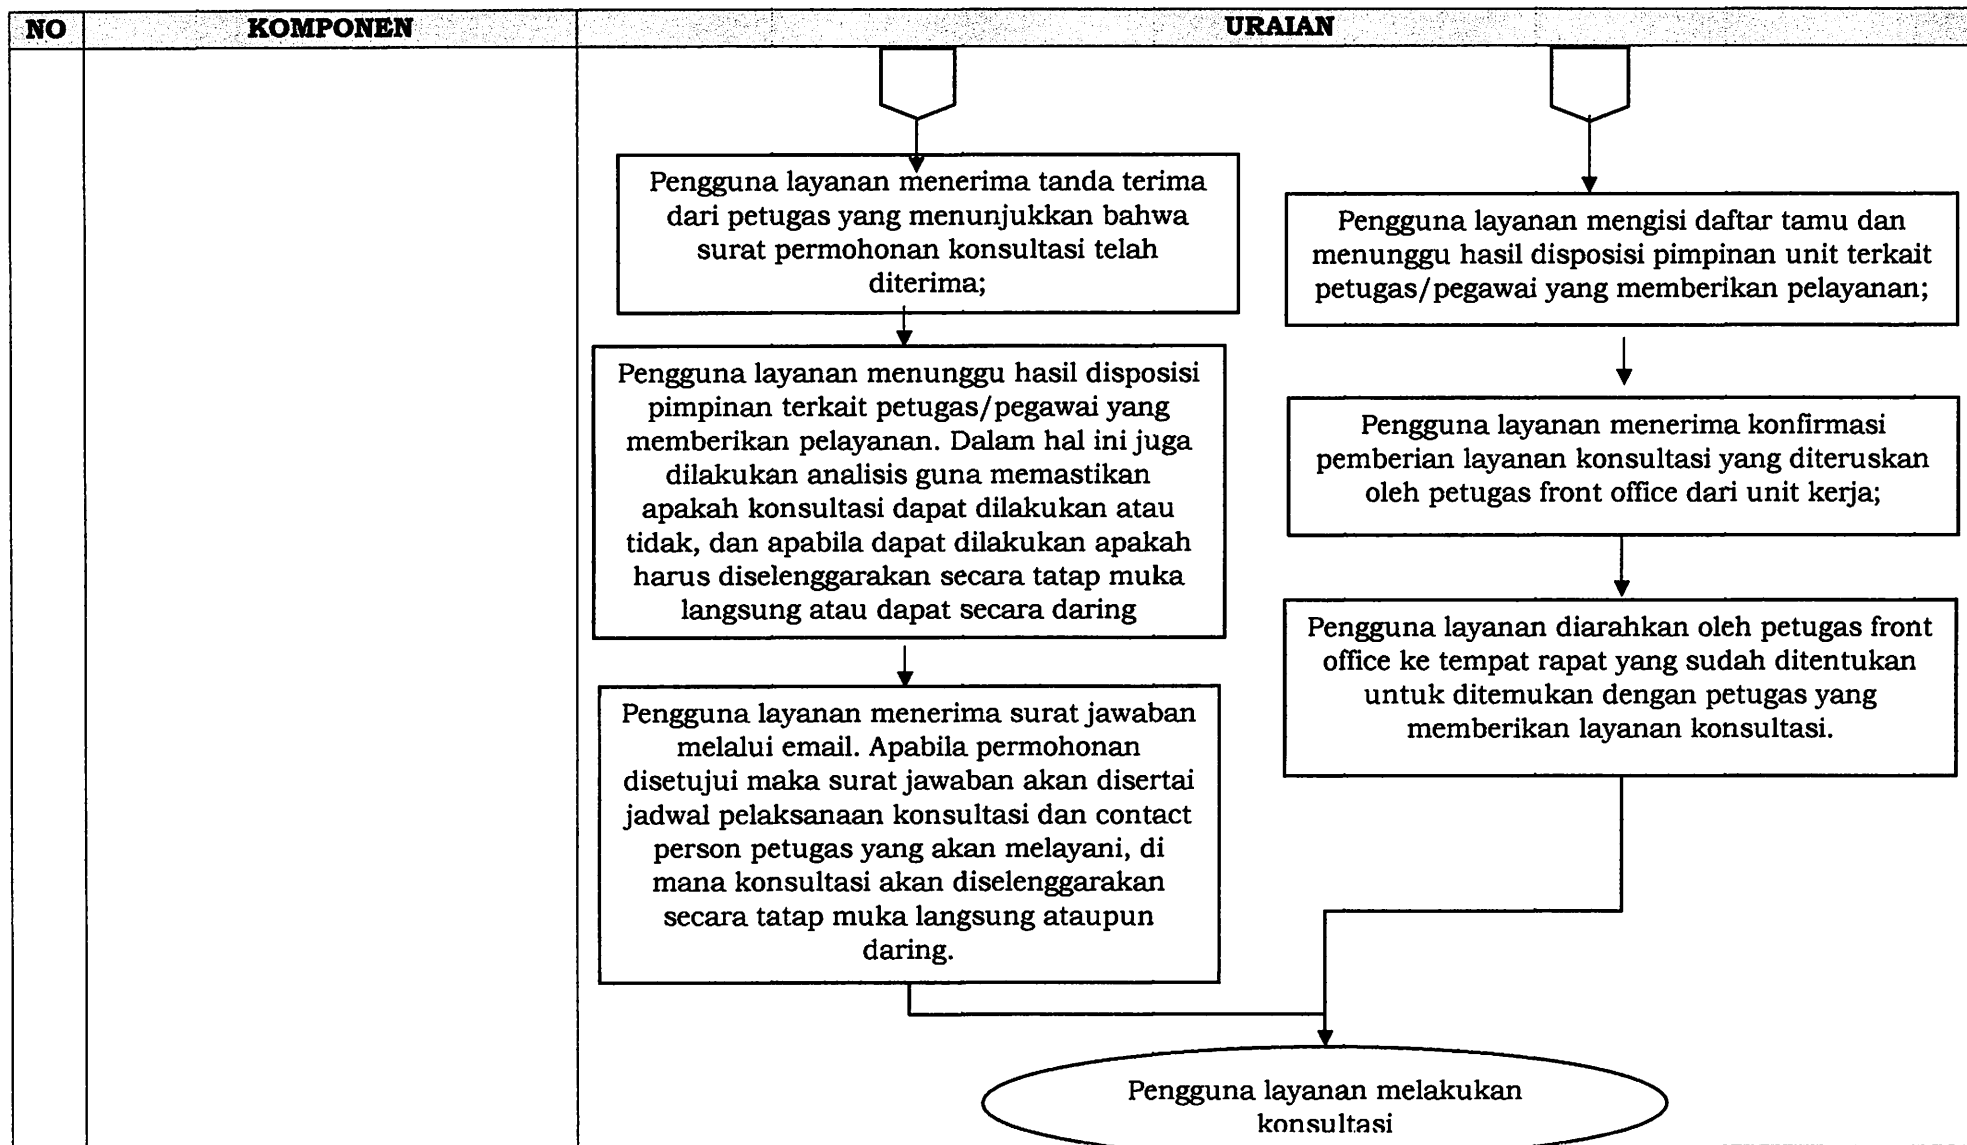 NO KOMPONEN URAIAN
Pengguna layanan menerima tanda terima
dari petugas yang menunjukkan bahwa
surat permohonan konsultasi telah
diterima;
Pengguna layanan menunggu hasil disposisi
pimpinan terkait petugas/pegawai yang
memberikan pelayanan. Dalam hal ini juga
dilakukan analisis guna memastikan
apakah konsultasi dapat dilakukan atau
tidak, dan apabila dapat dilakukan apakah
harus diselenggarakan secara tatap muka
langsung atau dapat secara daring
Pengguna layanan menerima surat jawaban
melalui email. Apabila permohonan
disetujui maka surat jawaban akan disertai
jadwal pelaksanaan konsultasi dan contact
person petugas yang akan melayani, di
mana konsultasi akan diselenggarakan
secara tatap muka langsung ataupun
daring.
Pengguna layanan mengisi daftar tamu dan
menunggu hasil disposisi pimpinan unit terkait
petugas/pegawai yang memberikan pelayanan;
Pengguna layanan menerima konfirmasi
pemberian layanan konsultasi yang diteruskan
oleh petugas front office dari unit kerja;
Pengguna layanan diarahkan oleh petugas front
office ke tempat rapat yang sudah ditentukan
untuk ditemukan dengan petugas yang
memberikan layanan konsultasi.
Pengguna layanan melakukan
konsultasi